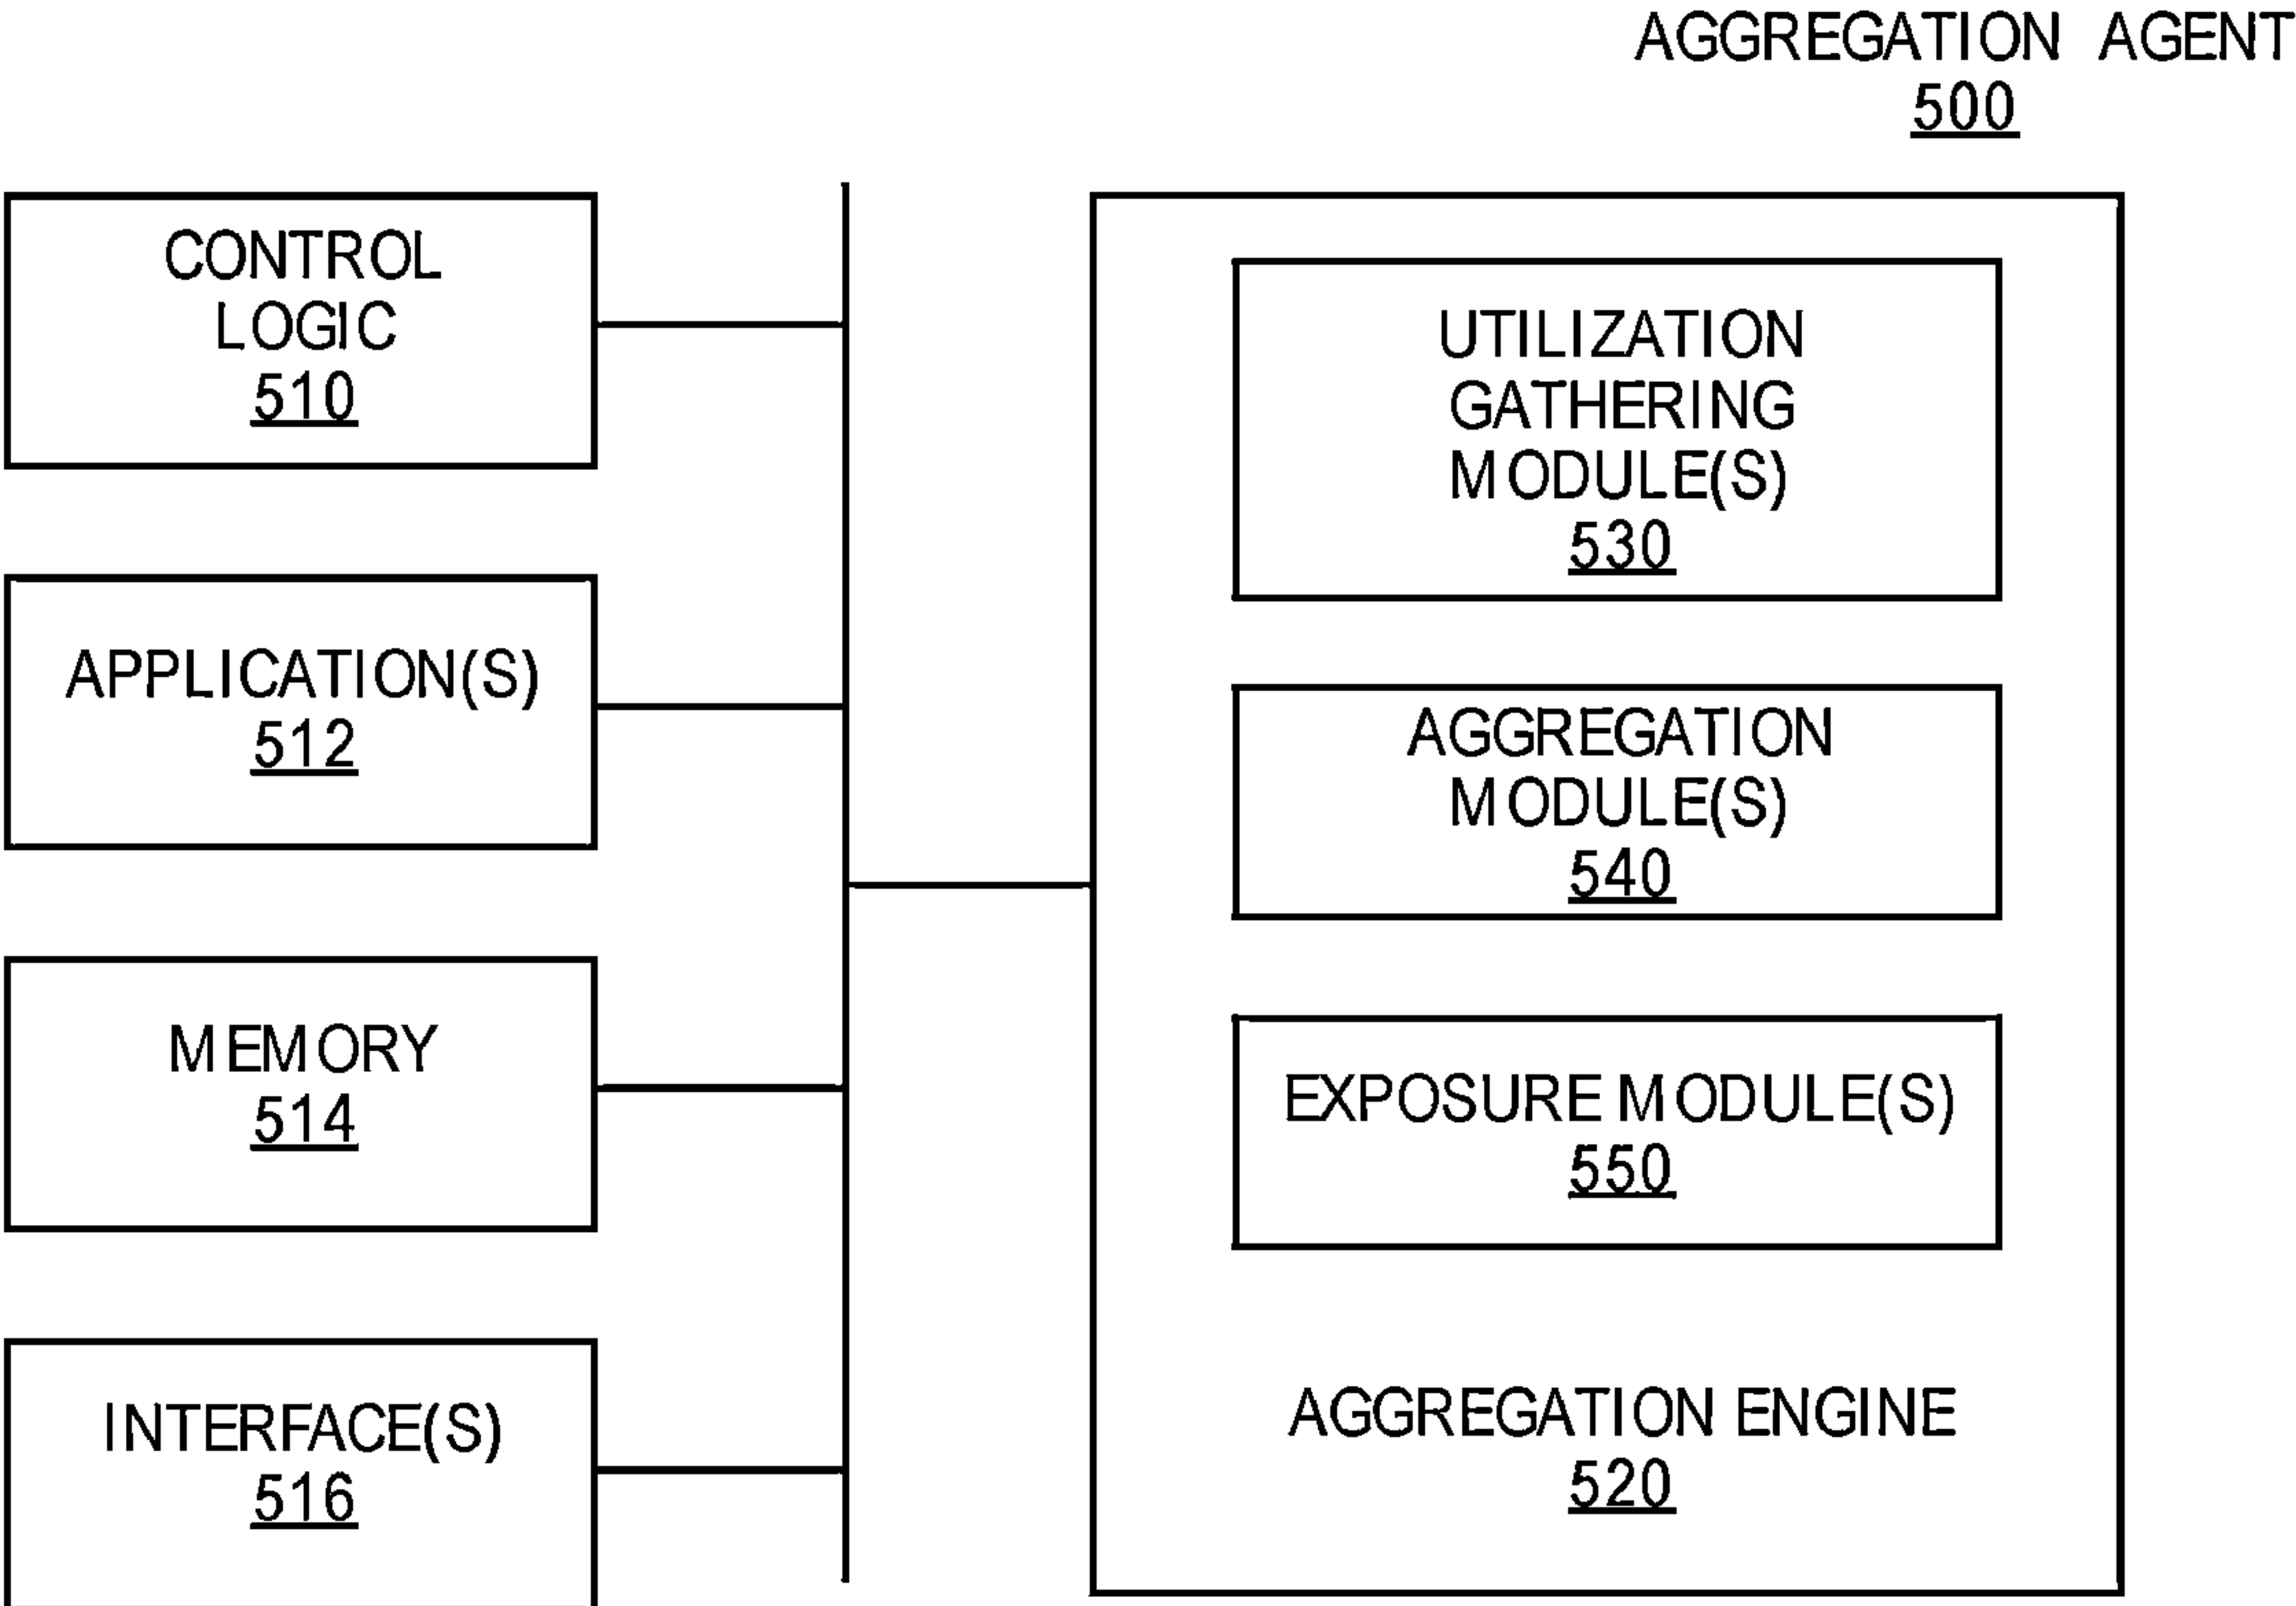 AGGREGATION AGENT
500
CONTROL
LOGIC
510
APPLICATION(S)
512
MEMORY
514
INTERFACE(S)
516
UTILIZATION
GATHERING
MODULE(S)
530
AGGREGATION
MODULE(S)
540
EXPOSURE MODULE(S)
550
AGGREGATION ENGINE
520